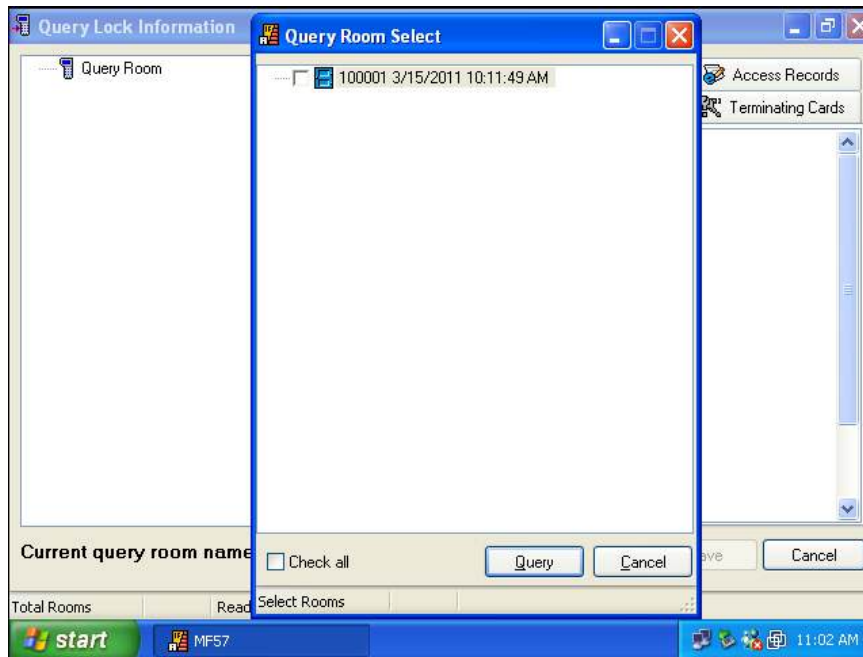 Query Lock Information
Query Room Select
Query Room
100001 3/15/2011 10:11:49 AM
Access Records
Terminating Cards
Current query room name
Check all
Query
Cancel
Cancel
Total Rooms
Read
Select Rooms
start
MF57
11:02 AM